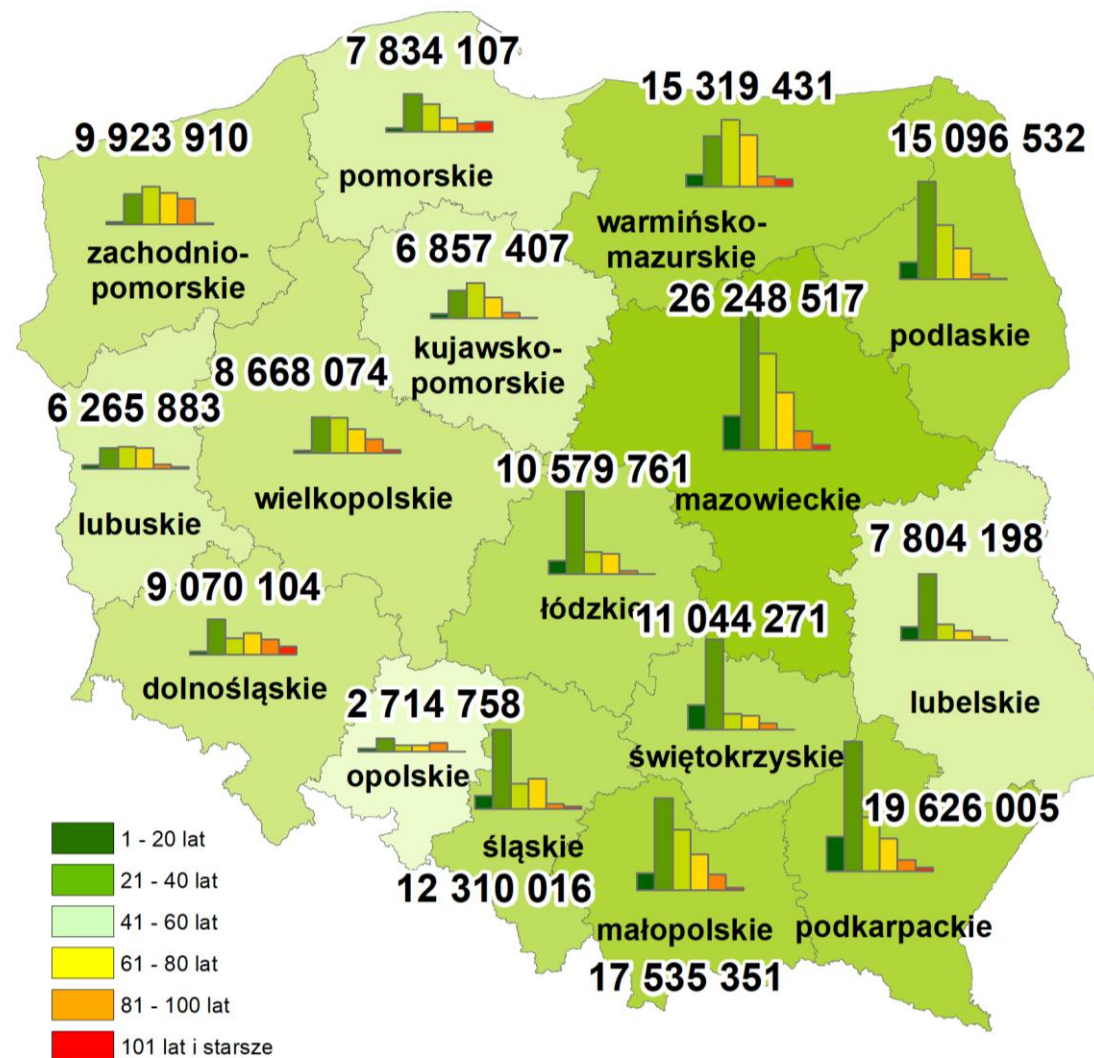 7 834 107
pomorskie
15 319 431
warmińsko-
mazurskie
15 096 532
podlaskie
9 923 910
zachodnio-
pomorskie
6 857 407
kujawsko-
pomorskie
26 248 517
mazowieckie
8 668 074
wielkopolskie
6 265 883
lubuskie
10 579 761
łódzkie
7 804 198
lubelskie
9 070 104
dolnośląskie
11 044 271
świętokrzyskie
2 714 758
opolskie
śląskie
12 310 016
19 626 005
podkarpackie
małopolskie
17 535 351
1 - 20 lat
21 - 40 lat
41 - 60 lat
61 - 80 lat
81 - 100 lat
101 lat i starsze